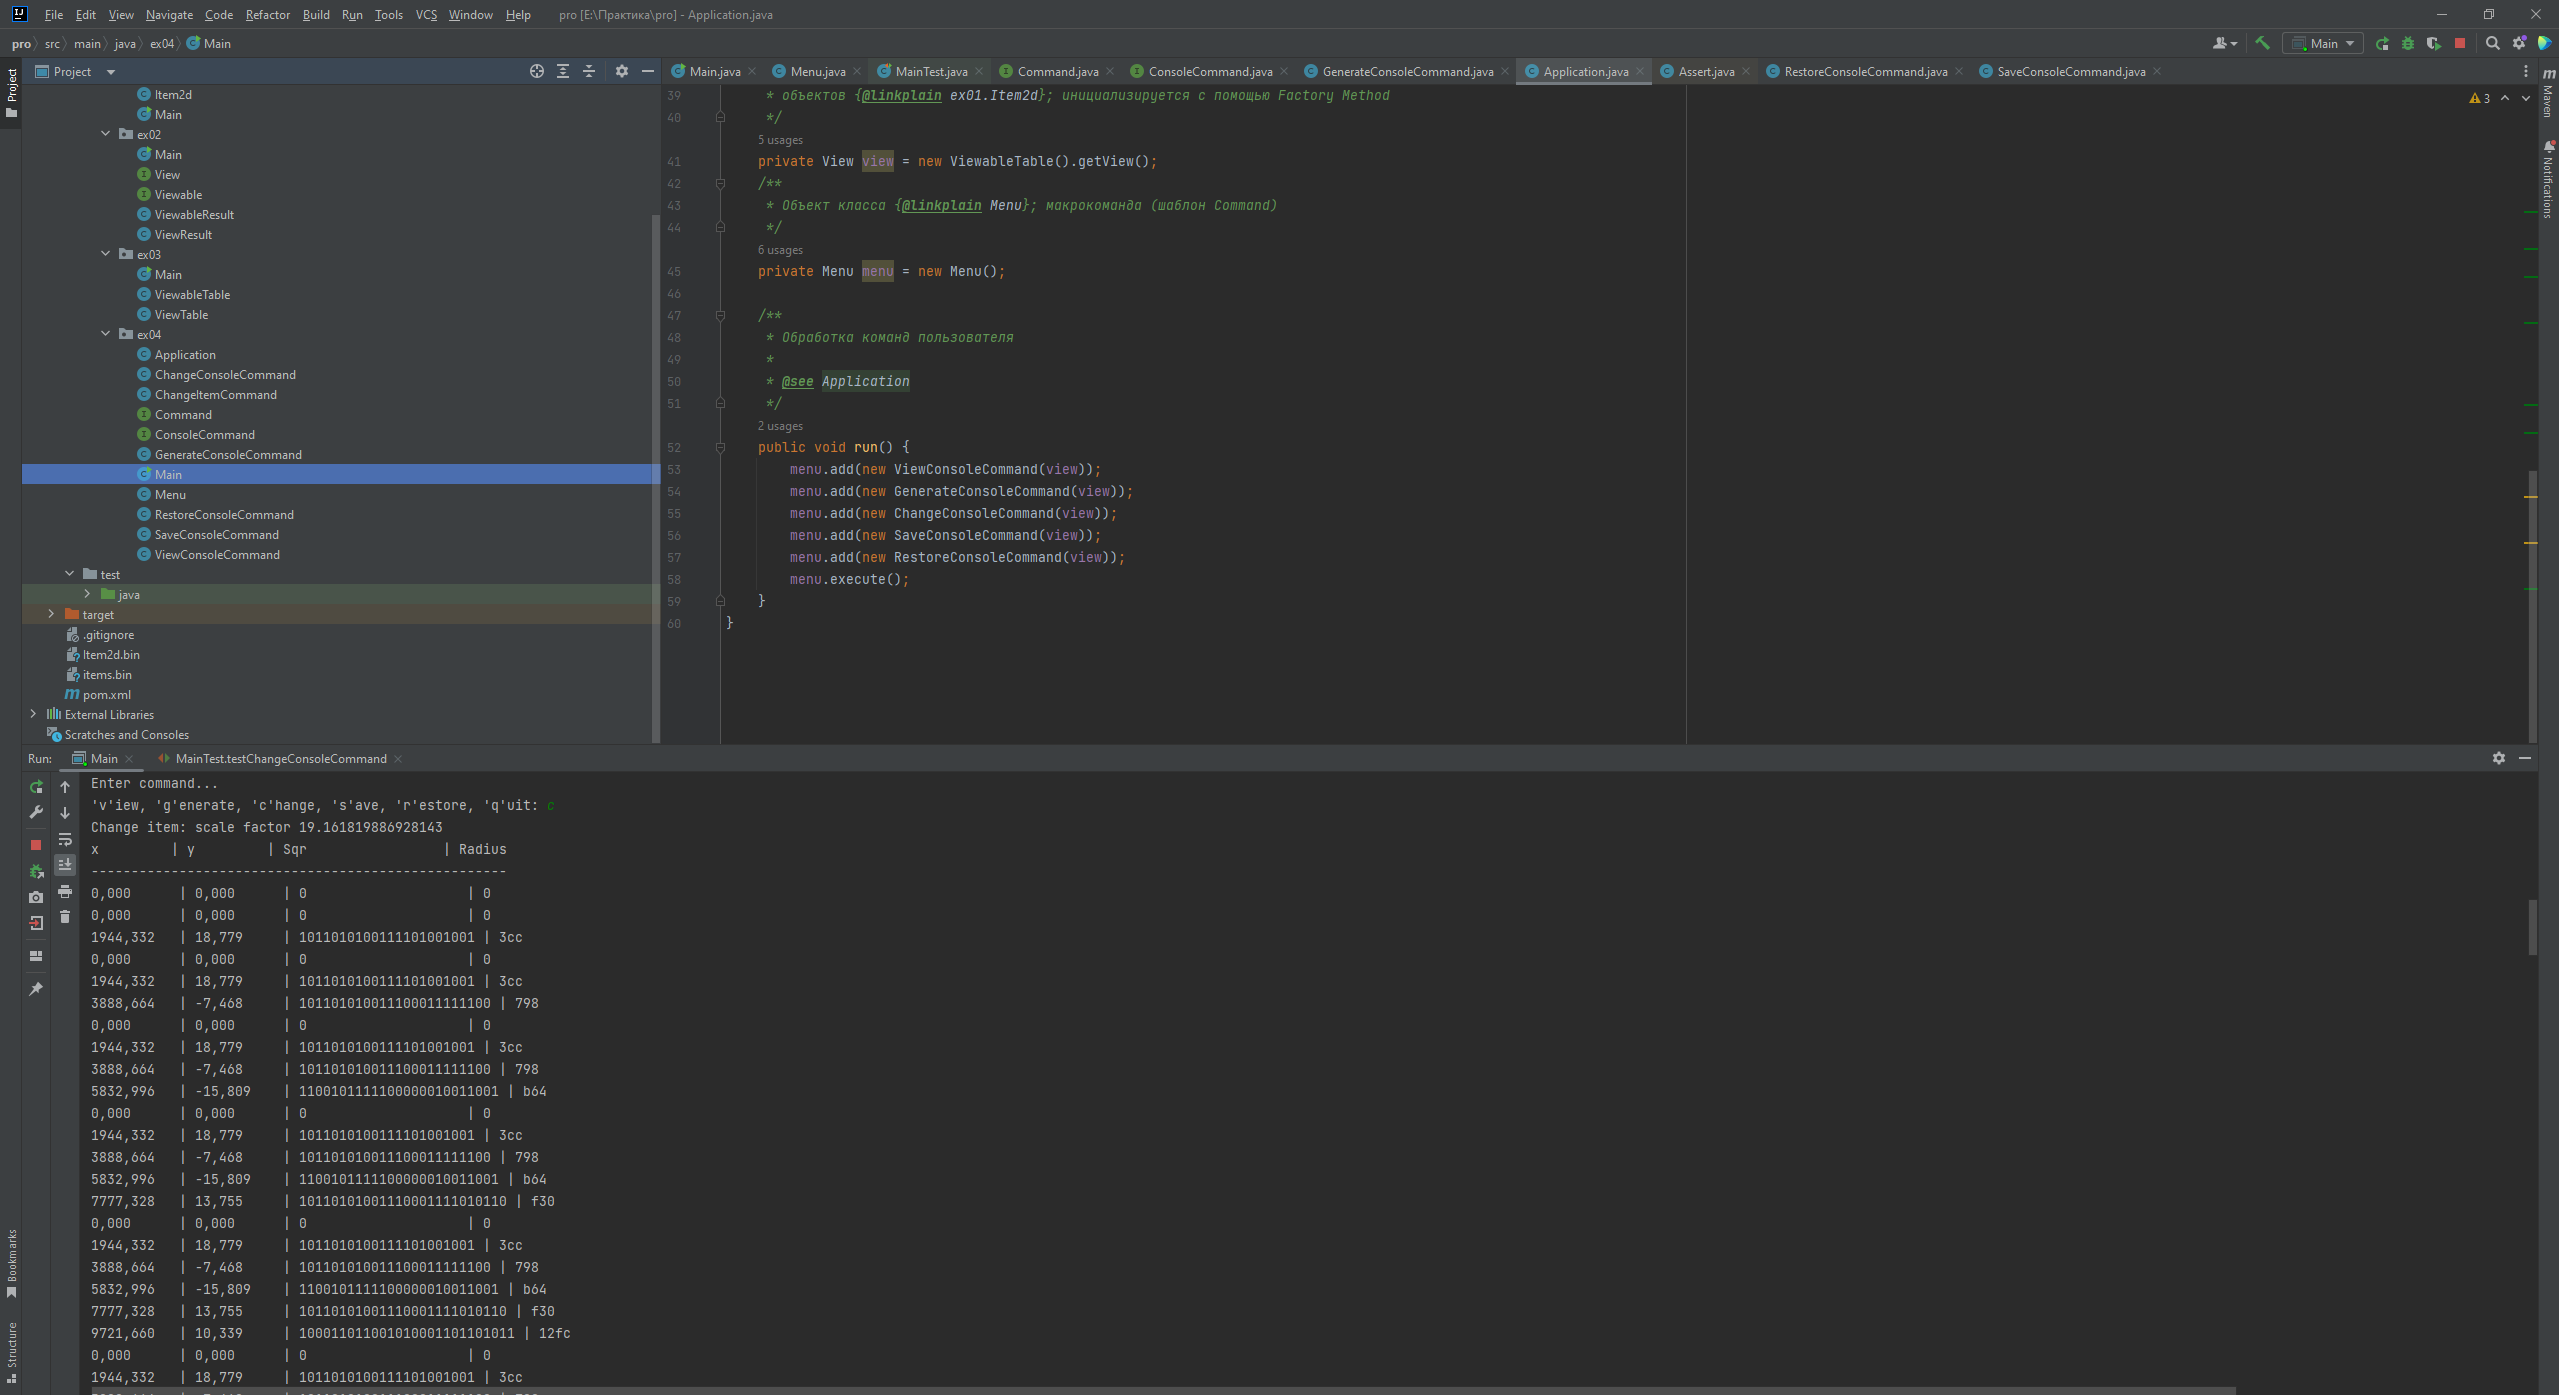 File Edit View Navigate Code Refactor Build Run Tools VCS Window Help pro [E:\Практика\pro] - Application.java
pro src main java ex04 Main
Main
Project
Main.java Menu.java MainTest.java Command.java ConsoleCommand.java GenerateConsoleCommand.java Application.java Assert.java RestoreConsoleCommand.java SaveConsoleCommand.java
Project
Item2d
Main
ex02
Main
View
Viewable
ViewableResult
ViewResult
ex03
Main
ViewableTable
ViewTable
ex04
Application
ChangeConsoleCommand
ChangeItemCommand
Command
ConsoleCommand
GenerateConsoleCommand
Main
Menu
RestoreConsoleCommand
SaveConsoleCommand
ViewConsoleCommand
test
java
target
.gitignore
Item2d.bin
items.bin
pom.xml
External Libraries
Scratches and Consoles
39 * объектов {@linkplain ex01.Item2d}; инициализируется с помощью Factory Method
40 */
5 usages
41 private View view = new ViewableTable().getView();
42 /**
43 * Объект класса {@linkplain Menu}; макрокоманда (шаблон Command)
44 */
6 usages
45 private Menu menu = new Menu();
46
47 /**
48 * Обработка команд пользователя
49 *
50 * @see Application
51 */
2 usages
52 public void run() {
53 menu.add(new ViewConsoleCommand(view));
54 menu.add(new GenerateConsoleCommand(view));
55 menu.add(new ChangeConsoleCommand(view));
56 menu.add(new SaveConsoleCommand(view));
57 menu.add(new RestoreConsoleCommand(view));
58 menu.execute();
59 }
60 }
3
Maven
Notifications
Run: Main MainTest.testChangeConsoleCommand
Enter command...
'v'iew, 'g'enerate, 'c'hange, 's'ave, 'r'estore, 'q'uit: c
Change item: scale factor 19.161819886928143
x | y | Sqr | Radius
----------------------------------------------------
0,000 | 0,000 | 0 | 0
0,000 | 0,000 | 0 | 0
1944,332 | 18,779 | 1011010100111101001001 | 3cc
0,000 | 0,000 | 0 | 0
1944,332 | 18,779 | 1011010100111101001001 | 3cc
3888,664 | -7,468 | 101101010011100011111100 | 798
0,000 | 0,000 | 0 | 0
1944,332 | 18,779 | 1011010100111101001001 | 3cc
3888,664 | -7,468 | 101101010011100011111100 | 798
5832,996 | -15,809 | 1100101111100000010011001 | b64
0,000 | 0,000 | 0 | 0
1944,332 | 18,779 | 1011010100111101001001 | 3cc
3888,664 | -7,468 | 101101010011100011111100 | 798
5832,996 | -15,809 | 1100101111100000010011001 | b64
7777,328 | 13,755 | 10110101001110001111010110 | f30
0,000 | 0,000 | 0 | 0
1944,332 | 18,779 | 1011010100111101001001 | 3cc
3888,664 | -7,468 | 101101010011100011111100 | 798
5832,996 | -15,809 | 1100101111100000010011001 | b64
7777,328 | 13,755 | 10110101001110001111010110 | f30
9721,660 | 10,339 | 100011011001010001101101011 | 12fc
0,000 | 0,000 | 0 | 0
1944,332 | 18,779 | 1011010100111101001001 | 3cc
Bookmarks
Structure